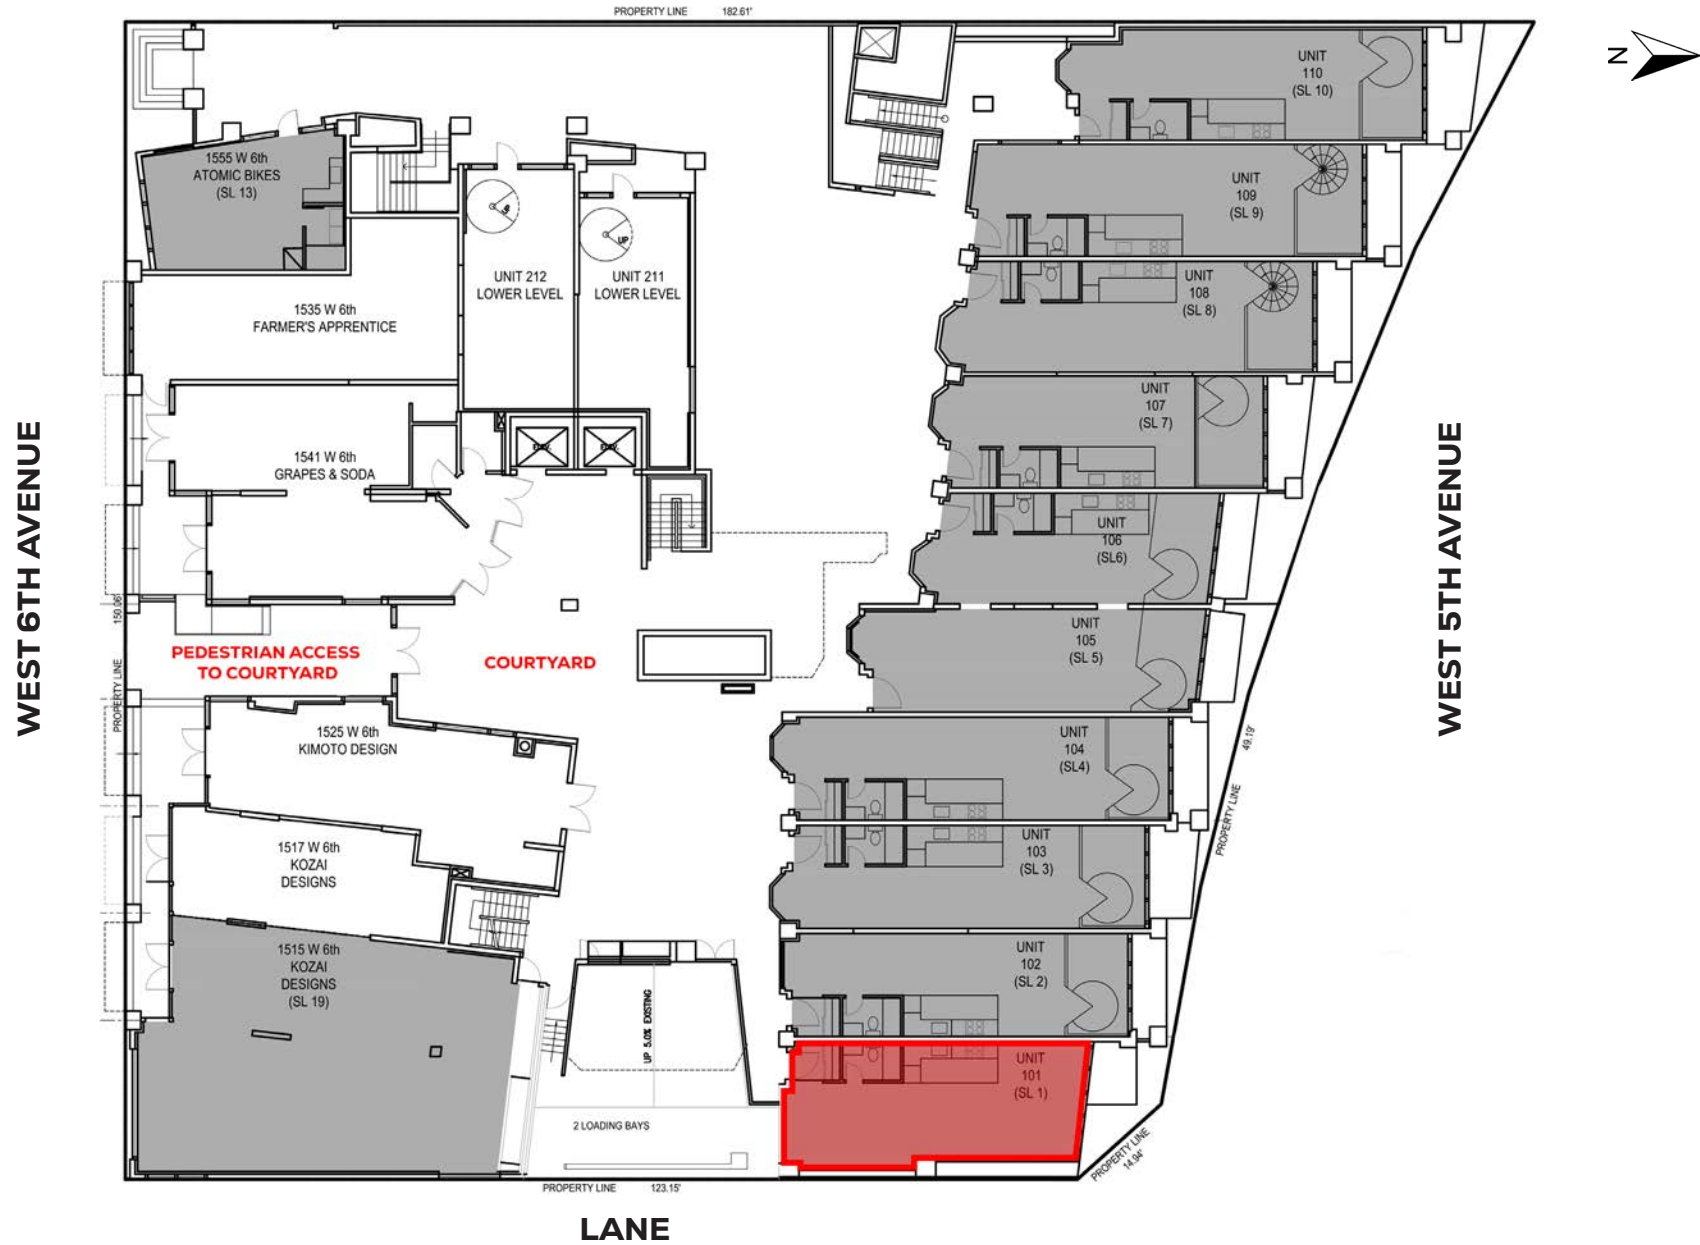 PROPERTY LINE 182.61'
N
UNIT
110
(SL 10)
1555 W 6th
ATOMIC BIKES
(SL 13)
UNIT
109
(SL 9)
UP
UP
UNIT 212
LOWER LEVEL
UNIT 211
LOWER LEVEL
UNIT
108
(SL 8)
1535 W 6th
FARMER'S APPRENTICE
UNIT
107
(SL 7)
1541 W 6th
GRAPES & SODA
ELEV.
ELEV.
WEST 6TH AVENUE
WEST 5TH AVENUE
UNIT
106
(SL6)
150.06'
PROPERTY LINE
PEDESTRIAN ACCESS
TO COURTYARD
COURTYARD
UNIT
105
(SL 5)
1525 W 6th
KIMOTO DESIGN
UNIT
104
(SL4)
49.19'
PROPERTY LINE
1517 W 6th
KOZAI
DESIGNS
UNIT
103
(SL 3)
1515 W 6th
KOZAI
DESIGNS
(SL 19)
UNIT
102
(SL 2)
UP 5.0% EXISTING
UNIT
101
(SL 1)
2 LOADING BAYS
PROPERTY LINE
14.94'
PROPERTY LINE 123.15'
LANE